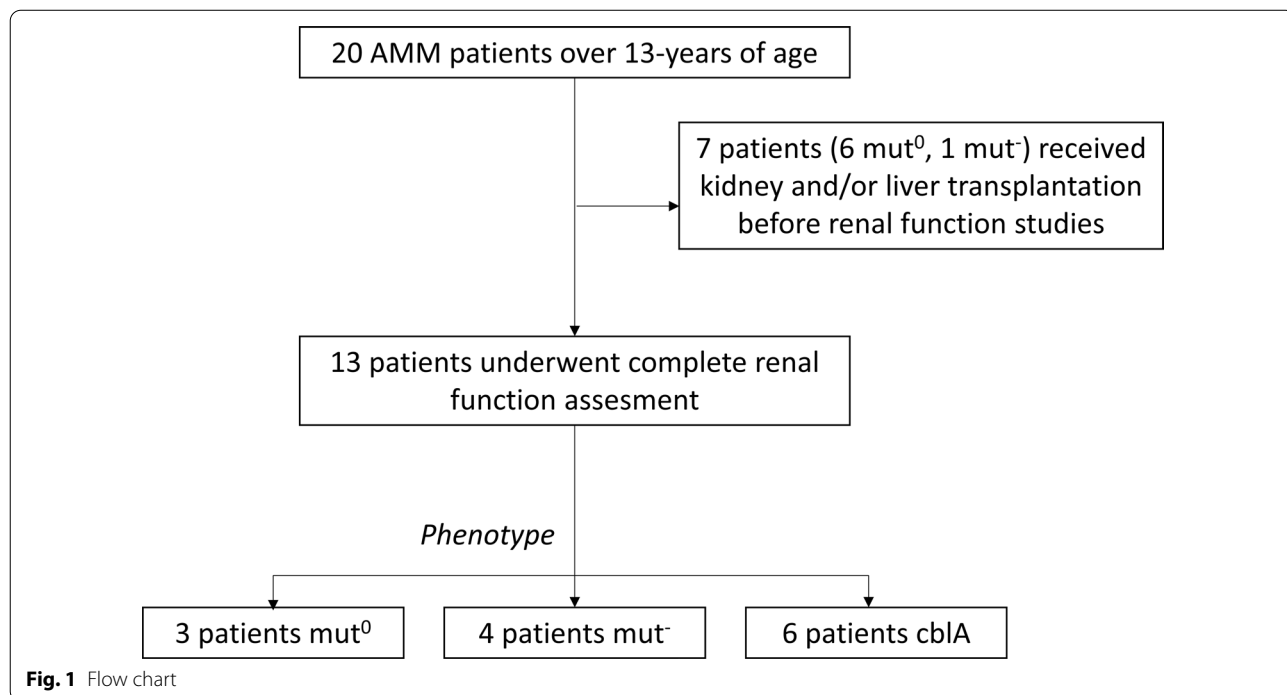 20 AMM patients over 13-years of age
7 patients (6 mut⁰, 1 mut⁻) received
kidney and/or liver transplantation
before renal function studies
13 patients underwent complete renal
function assesment
Phenotype
3 patients mut⁰
4 patients mut⁻
6 patients cblA
Fig. 1 Flow chart